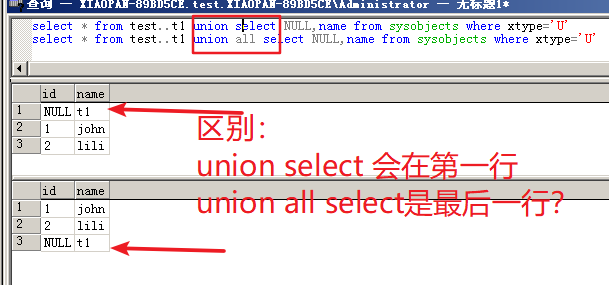 查询 — XIAOPAN-89BD5CE.test.XIAOPAN-89BD5CE\Administrator — 无标题1*
select * from test..t1 union select NULL,name from sysobjects where xtype='U'
select * from test..t1 union all select NULL,name from sysobjects where xtype='U'
id name
1 NULL t1
2 1 john
3 2 lili
区别：
union select 会在第一行
union all select是最后一行？
id name
1 1 john
2 2 lili
3 NULL t1